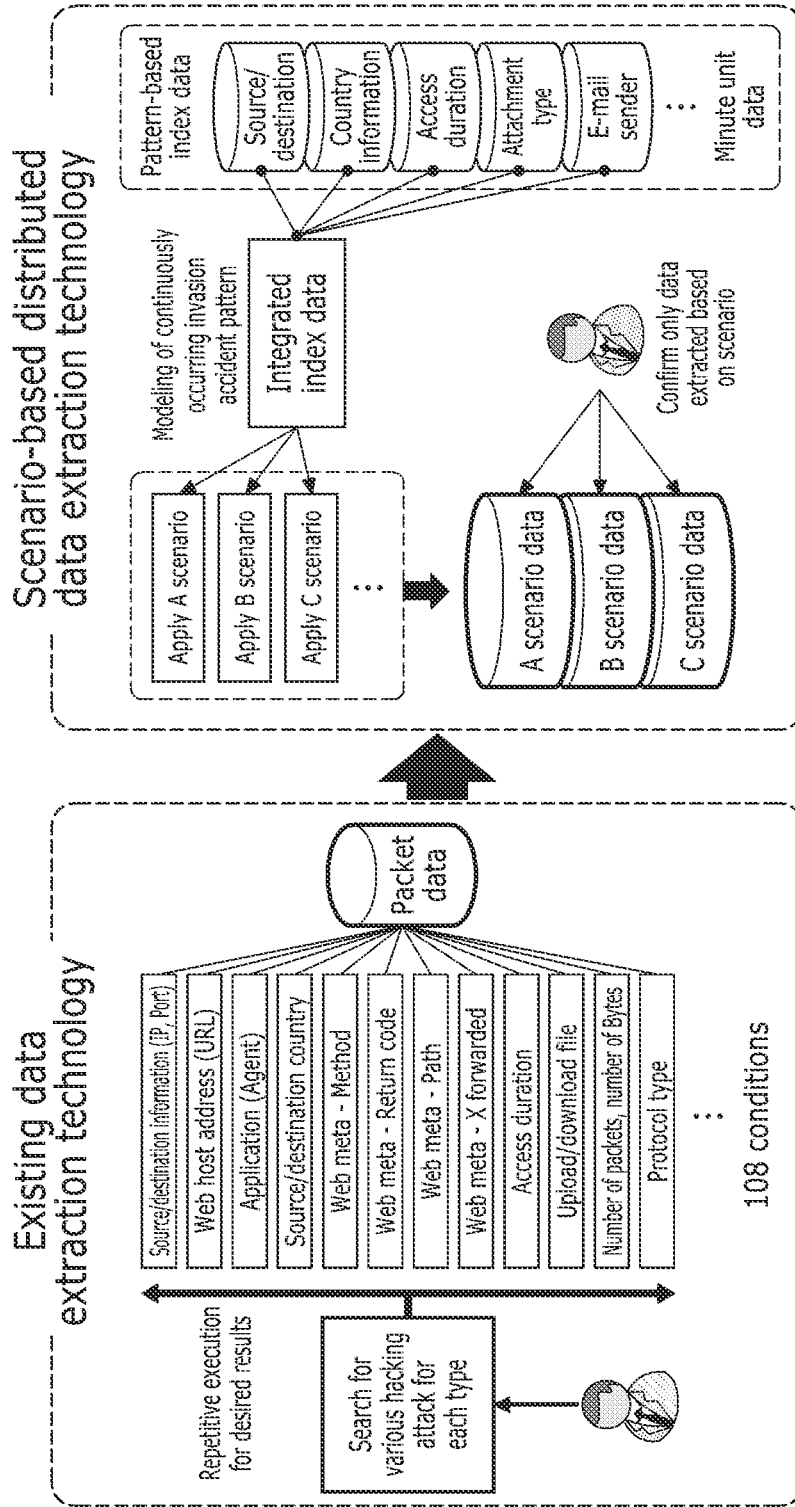 Existing data
extraction technology
Repetitive execution
for desired results
Search for
various hacking
attack for
each type
Source/destination information (IP, Port)
Web host address (URL)
Application (Agent)
Source/destination country
Web meta - Method
Web meta - Return code
Web meta - Path
Web meta - X forwarded
Access duration
Upload/download file
Number of packets, number of Bytes
Protocol type
108 conditions
Packet
data
Scenario-based distributed
data extraction technology
Apply A scenario
Apply B scenario
Apply C scenario
Modeling of continuously
occurring invasion
accident pattern
Integrated
index data
Pattern-based
index data
Source/
destination
Country
information
Access
duration
Attachment
type
E-mail
sender
Minute unit
data
A scenario data
B scenario data
C scenario data
Confirm only data
extracted based
on scenario